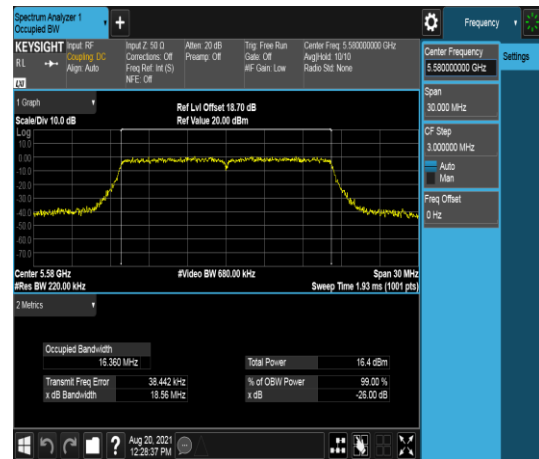 Spectrum Analyzer 1
Occupied BW
Frequency
KEYSIGHT
RL
LXI
Input: RF
Coupling: DC
Align: Auto
Input Z: 50 Ω
Corrections: Off
Freq Ref: Int (S)
NFE: Off
Atten: 20 dB
Preamp: Off
Trig: Free Run
Gate: Off
#IF Gain: Low
Center Freq: 5.580000000 GHz
Avg|Hold: 10/10
Radio Std: None
Center Frequency
5.580000000 GHz
Settings
Span
30.000 MHz
CF Step
3.000000 MHz
Auto
Man
Freq Offset
0 Hz
1 Graph
Scale/Div 10.0 dB
Ref Lvl Offset 18.70 dB
Ref Value 20.00 dBm
Log
10.0
0.00
-10.0
-20.0
-30.0
-40.0
-50.0
-60.0
-70.0
Center 5.58 GHz
#Res BW 220.00 kHz
#Video BW 680.00 kHz
Span 30 MHz
Sweep Time 1.93 ms (1001 pts)
2 Metrics
Occupied Bandwidth
16.360 MHz
Total Power 16.4 dBm
Transmit Freq Error 38.442 kHz
% of OBW Power 99.00 %
x dB Bandwidth 18.56 MHz
x dB -26.00 dB
Aug 20, 2021
12:28:37 PM